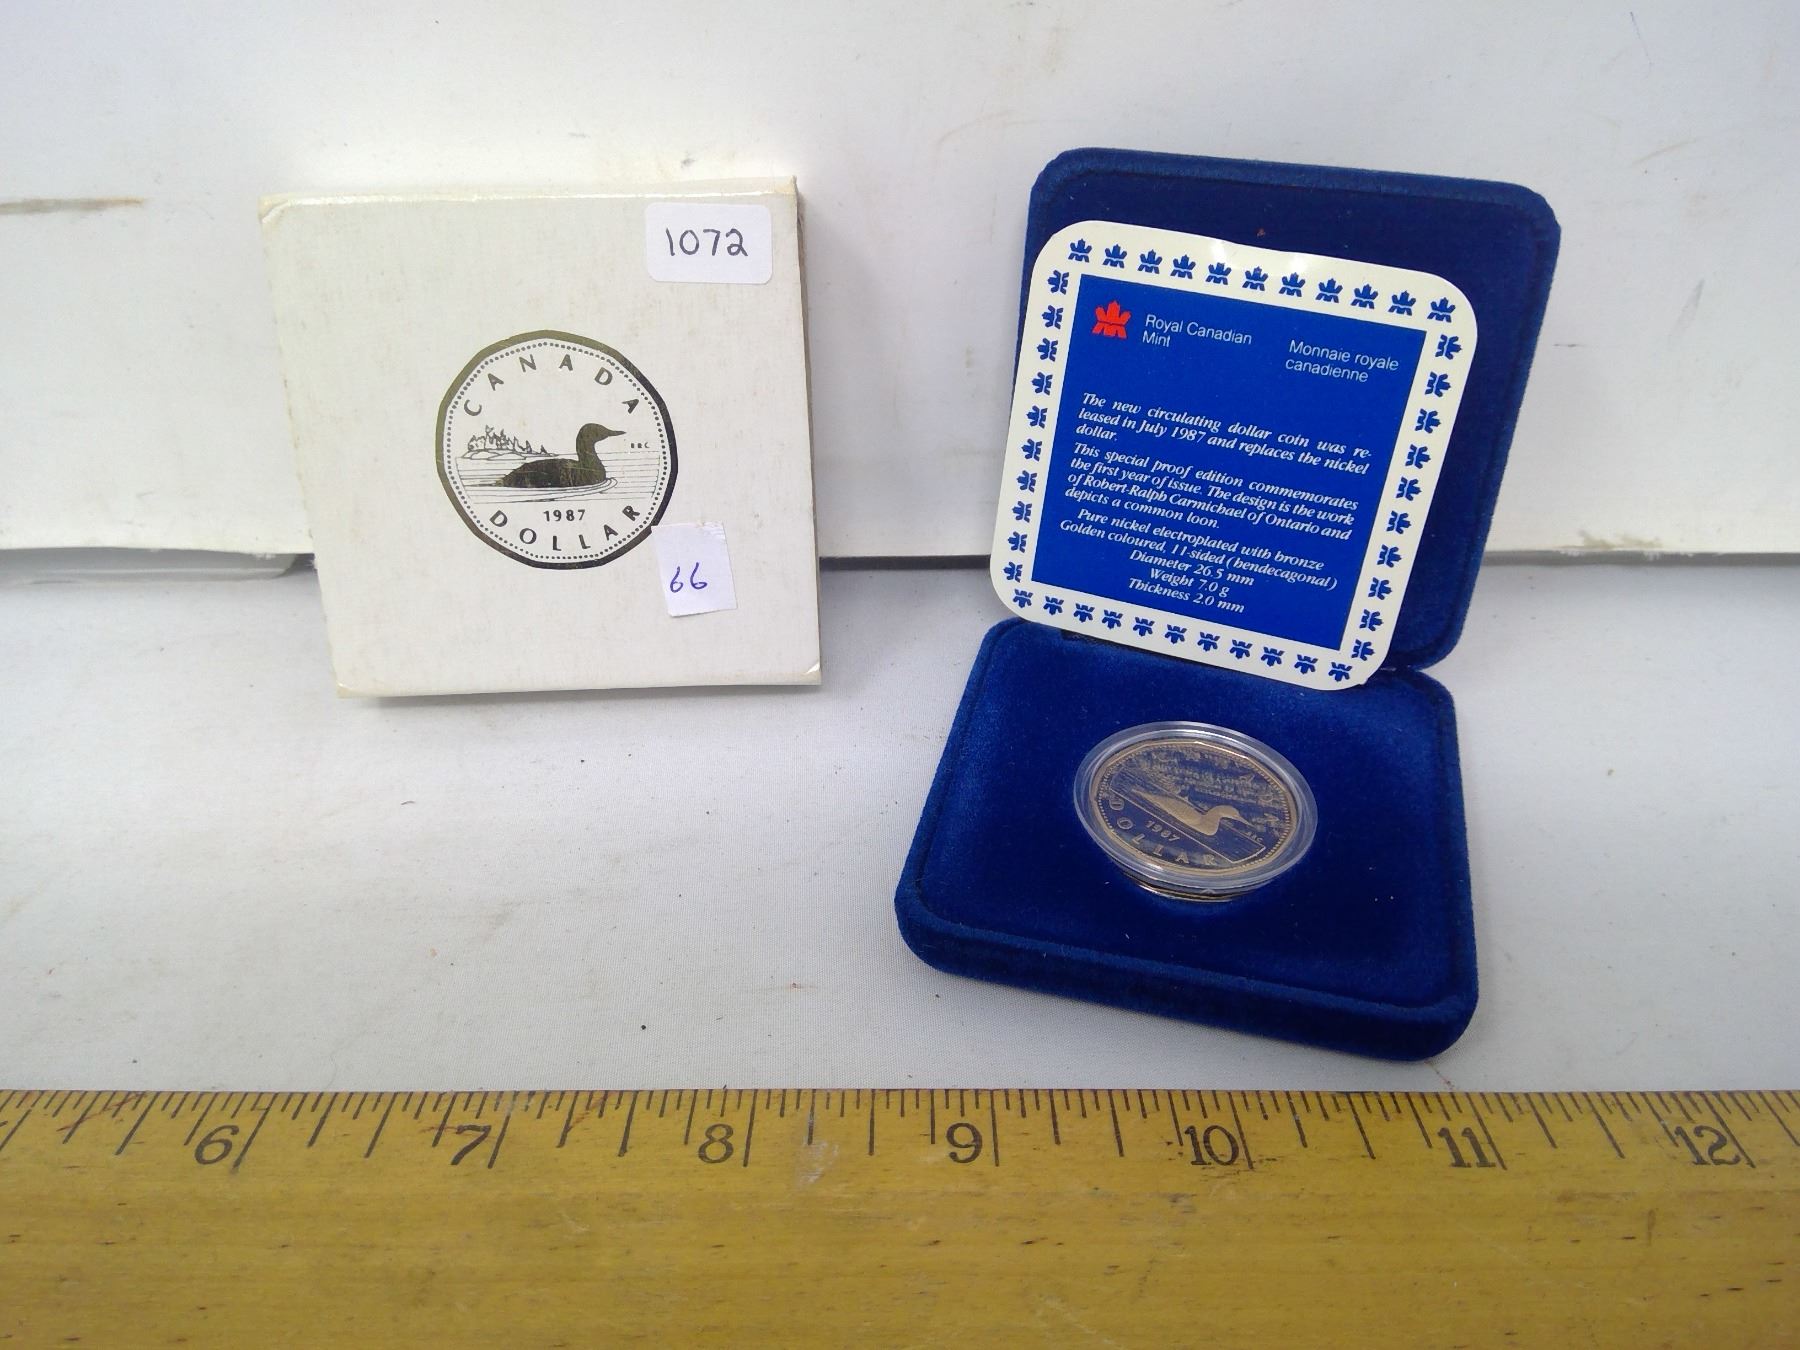 1072
CANADA
RRC
1987
DOLLAR
66
Royal Canadian
Mint
Monnaie royale
canadienne
The new circulating dollar coin was re-
leased in July 1987 and replaces the nickel
dollar.
This special proof edition commemorates
the first year of issue. The design is the work
of Robert-Ralph Carmichael of Ontario and
depicts a common loon.
Pure nickel electroplated with bronze
Golden coloured, 11-sided (hendecagonal)
Diameter 26.5 mm
Weight 7.0 g
Thickness 2.0 mm
1987
RRC
DOLLAR
6 7 8 9 10 11 12